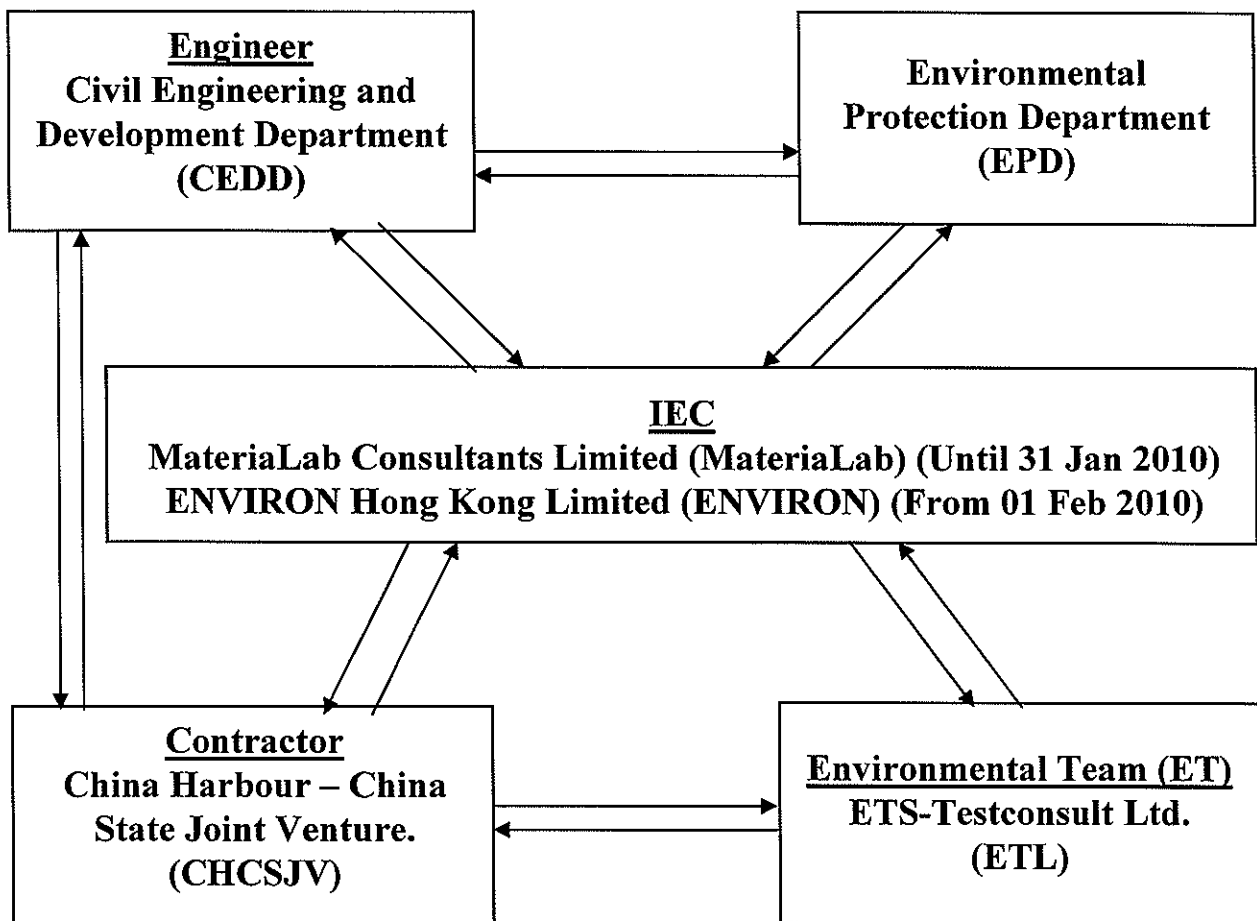 Engineer
Civil Engineering and
Development Department
(CEDD)
Environmental
Protection Department
(EPD)
IEC
MateriaLab Consultants Limited (MateriaLab) (Until 31 Jan 2010)
ENVIRON Hong Kong Limited (ENVIRON) (From 01 Feb 2010)
Contractor
China Harbour – China
State Joint Venture.
(CHCSJV)
Environmental Team (ET)
ETS-Testconsult Ltd.
(ETL)